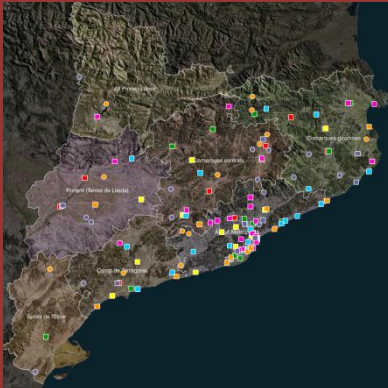 Alt Pirineu i Aran
Comarques gironines
Comarques centrals
Ponent (Terres de Lleida)
Camp de Tarragona
Terres de l'Ebre